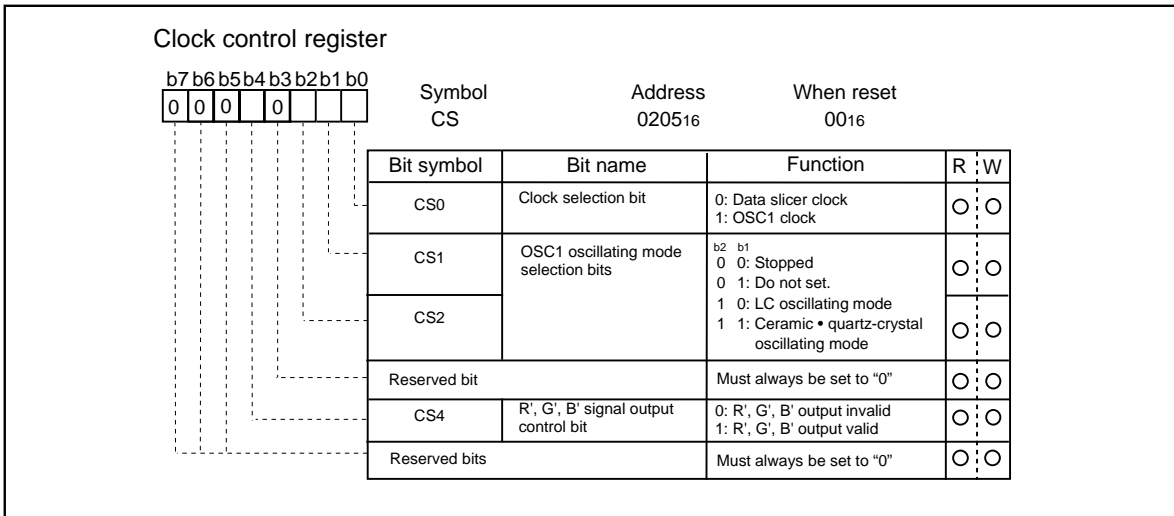 Clock control register
b7 b6 b5 b4 b3 b2 b1 b0
0 0 0 0
Symbol Address When reset
CS 020516 0016
Bit symbol Bit name Function R W
CS0 Clock selection bit 0: Data slicer clock
1: OSC1 clock
CS1 OSC1 oscillating mode
selection bits
b2 b1
0 0: Stopped
0 1: Do not set.
1 0: LC oscillating mode
CS2
1 1: Ceramic • quartz-crystal
oscillating mode
Reserved bit Must always be set to “0”
CS4 R', G', B' signal output
control bit
0: R', G', B' output invalid
1: R', G', B' output valid
Reserved bits Must always be set to “0”